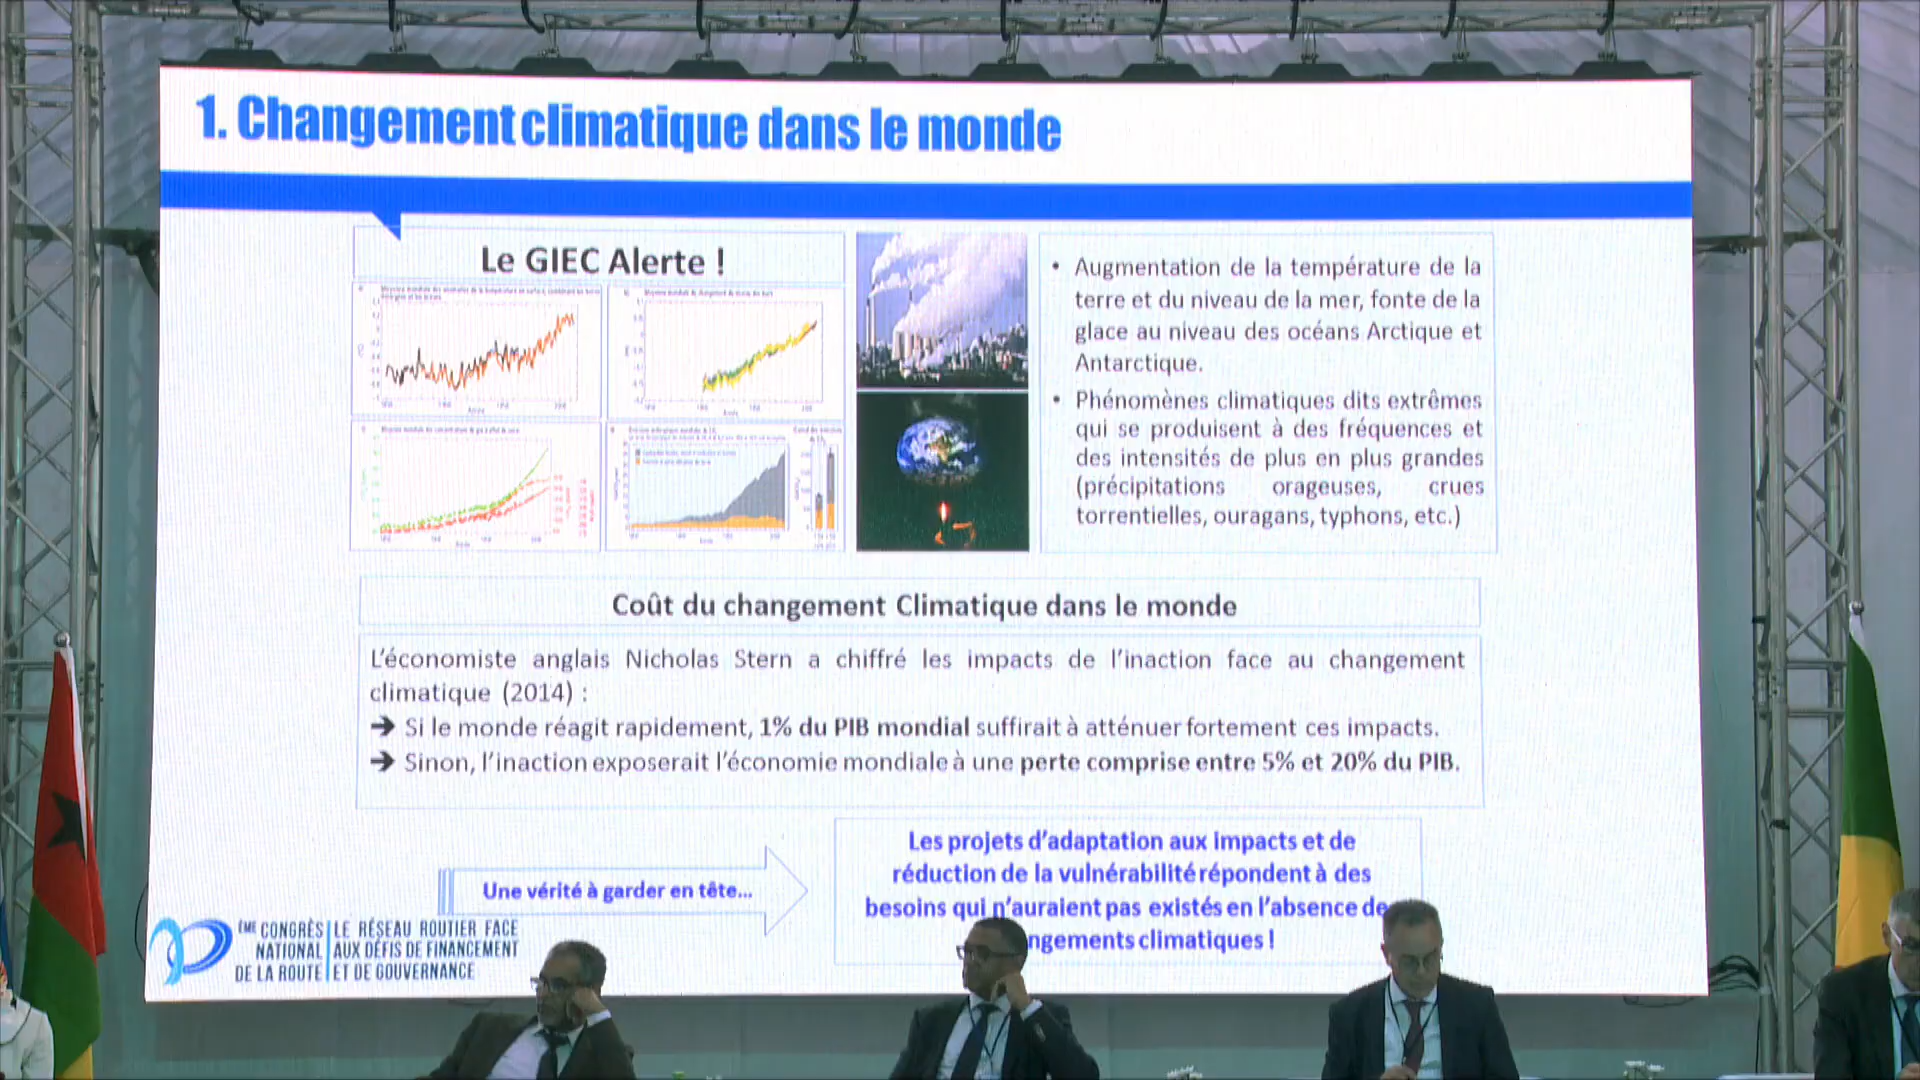 1. Changement climatique dans le monde
Le GIEC Alerte !
• Augmentation de la température de la
terre et du niveau de la mer, fonte de la
glace au niveau des océans Arctique et
Antarctique.
• Phénomènes climatiques dits extrêmes
qui se produisent à des fréquences et
des intensités de plus en plus grandes
(précipitations orageuses, crues
torrentielles, ouragans, typhons, etc.)
Coût du changement Climatique dans le monde
L'économiste anglais Nicholas Stern a chiffré les impacts de l'inaction face au changement
climatique (2014) :
➔ Si le monde réagit rapidement, 1% du PIB mondial suffirait à atténuer fortement ces impacts.
➔ Sinon, l'inaction exposerait l'économie mondiale à une perte comprise entre 5% et 20% du PIB.
Une vérité à garder en tête...
Les projets d'adaptation aux impacts et de
réduction de la vulnérabilité répondent à des
besoins qui n'auraient pas existés en l'absence de
ngements climatiques !
ÈME CONGRÈS
NATIONAL
DE LA ROUTE
LE RÉSEAU ROUTIER FACE
AUX DÉFIS DE FINANCEMENT
ET DE GOUVERNANCE